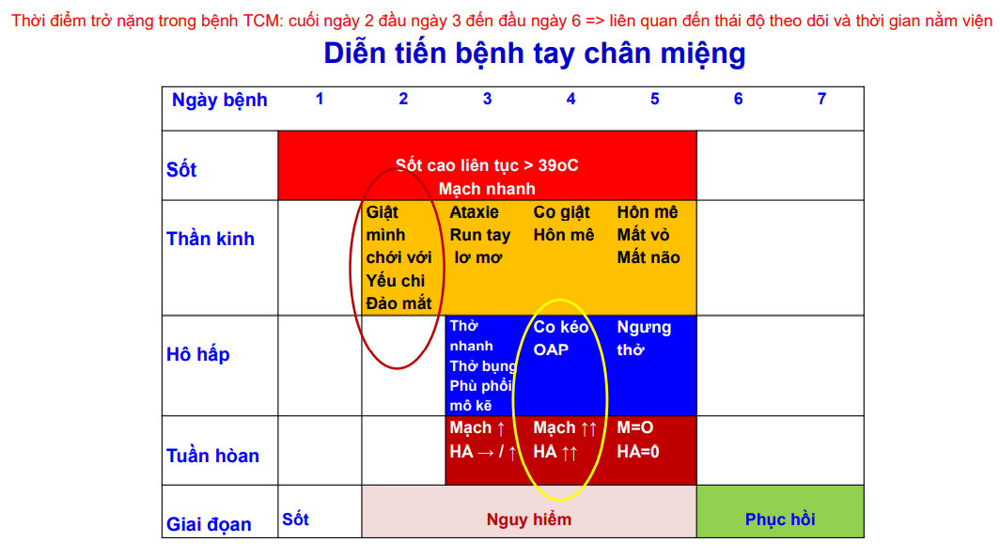 Thời điểm trở nặng trong bệnh TCM: cuối ngày 2 đầu ngày 3 đến đầu ngày 6 => liên quan đến thái độ theo dõi và thời gian nằm viện
Diễn tiến bệnh tay chân miệng
Ngày bệnh 1 2 3 4 5 6 7
Sốt
Sốt cao liên tục > 39oC
Mạch nhanh
Thần kinh
Giật
mình
chới với
Yếu chi
Đảo mắt
Ataxie
Run tay
lơ mơ
Co giật
Hôn mê
Hôn mê
Mất vỏ
Mất não
Hô hấp
Thở
nhanh
Thở bụng
Phù phổi
mô kẽ
Co kéo
OAP
Ngưng
thở
Tuần hoàn
Mạch ↑
HA → / ↑
Mạch ↑↑
HA ↑↑
M=O
HA=0
Giai đoạn
Sốt
Nguy hiểm
Phục hồi